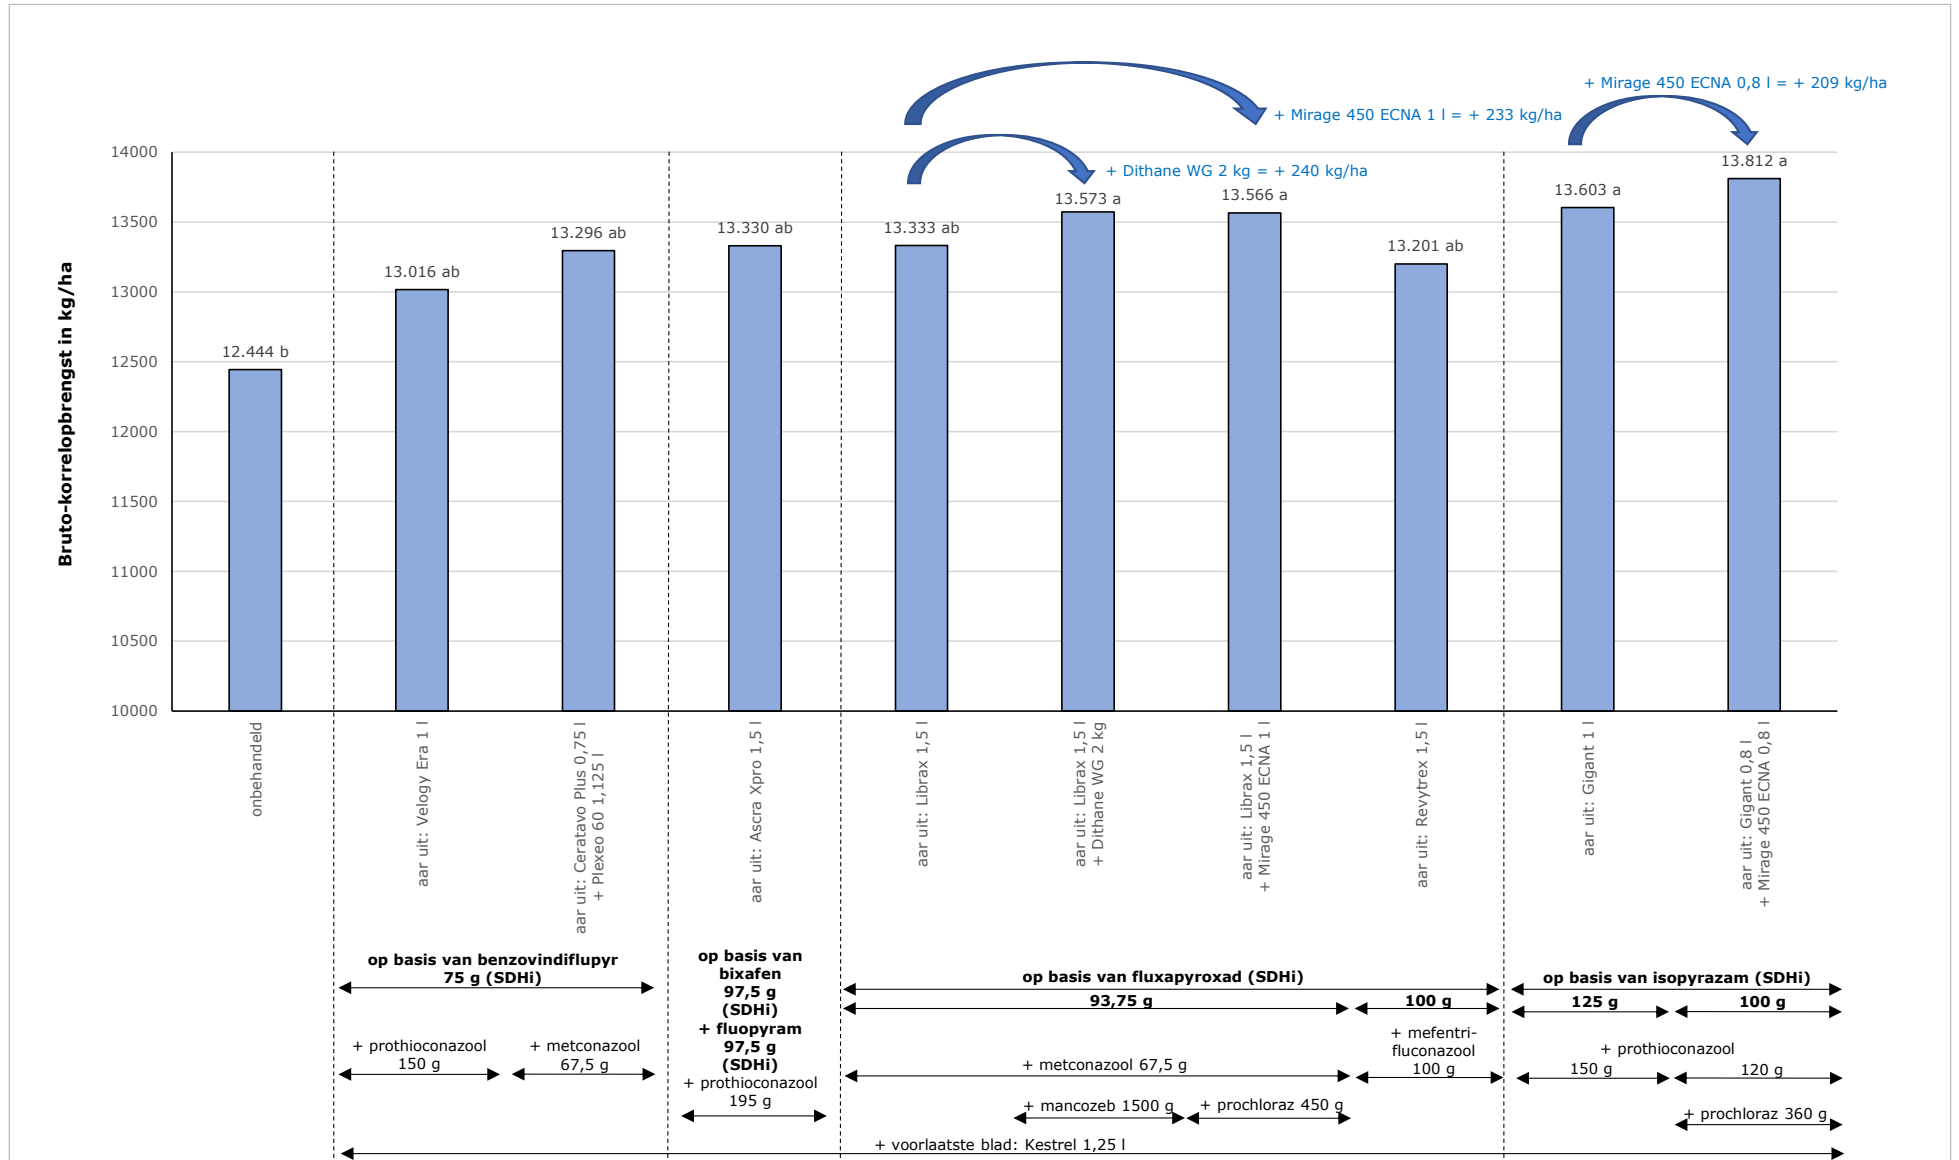 + Mirage 450 ECNA 0,8 l = + 209 kg/ha
+ Mirage 450 ECNA 1 l = + 233 kg/ha
+ Dithane WG 2 kg = + 240 kg/ha
Bruto-korrelopbrengst in kg/ha
14000
13500
13000
12500
12000
11500
11000
10500
10000
12.444 b
13.016 ab
13.296 ab
13.330 ab
13.333 ab
13.573 a
13.566 a
13.201 ab
13.603 a
13.812 a
onbehandeld
aar uit: Velogy Era 1 l
aar uit: Ceratavo Plus 0,75 l
+ Plexeo 60 1,125 l
aar uit: Ascra Xpro 1,5 l
aar uit: Librax 1,5 l
aar uit: Librax 1,5 l
+ Dithane WG 2 kg
aar uit: Librax 1,5 l
+ Mirage 450 ECNA 1 l
aar uit: Revytrex 1,5 l
aar uit: Gigant 1 l
aar uit: Gigant 0,8 l
+ Mirage 450 ECNA 0,8 l
op basis van benzovindiflupyr
75 g (SDHi)
+ prothioconazool
150 g
+ metconazool
67,5 g
op basis van
bixafen
97,5 g
(SDHi)
+ fluopyram
97,5 g
(SDHi)
+ prothioconazool
195 g
op basis van fluxapyroxad (SDHi)
93,75 g
100 g
+ metconazool 67,5 g
+ mefentri-
fluconazool
100 g
+ mancozeb 1500 g
+ prochloraz 450 g
op basis van isopyrazam (SDHi)
125 g
100 g
+ prothioconazool
150 g
120 g
+ prochloraz 360 g
+ voorlaatste blad: Kestrel 1,25 l